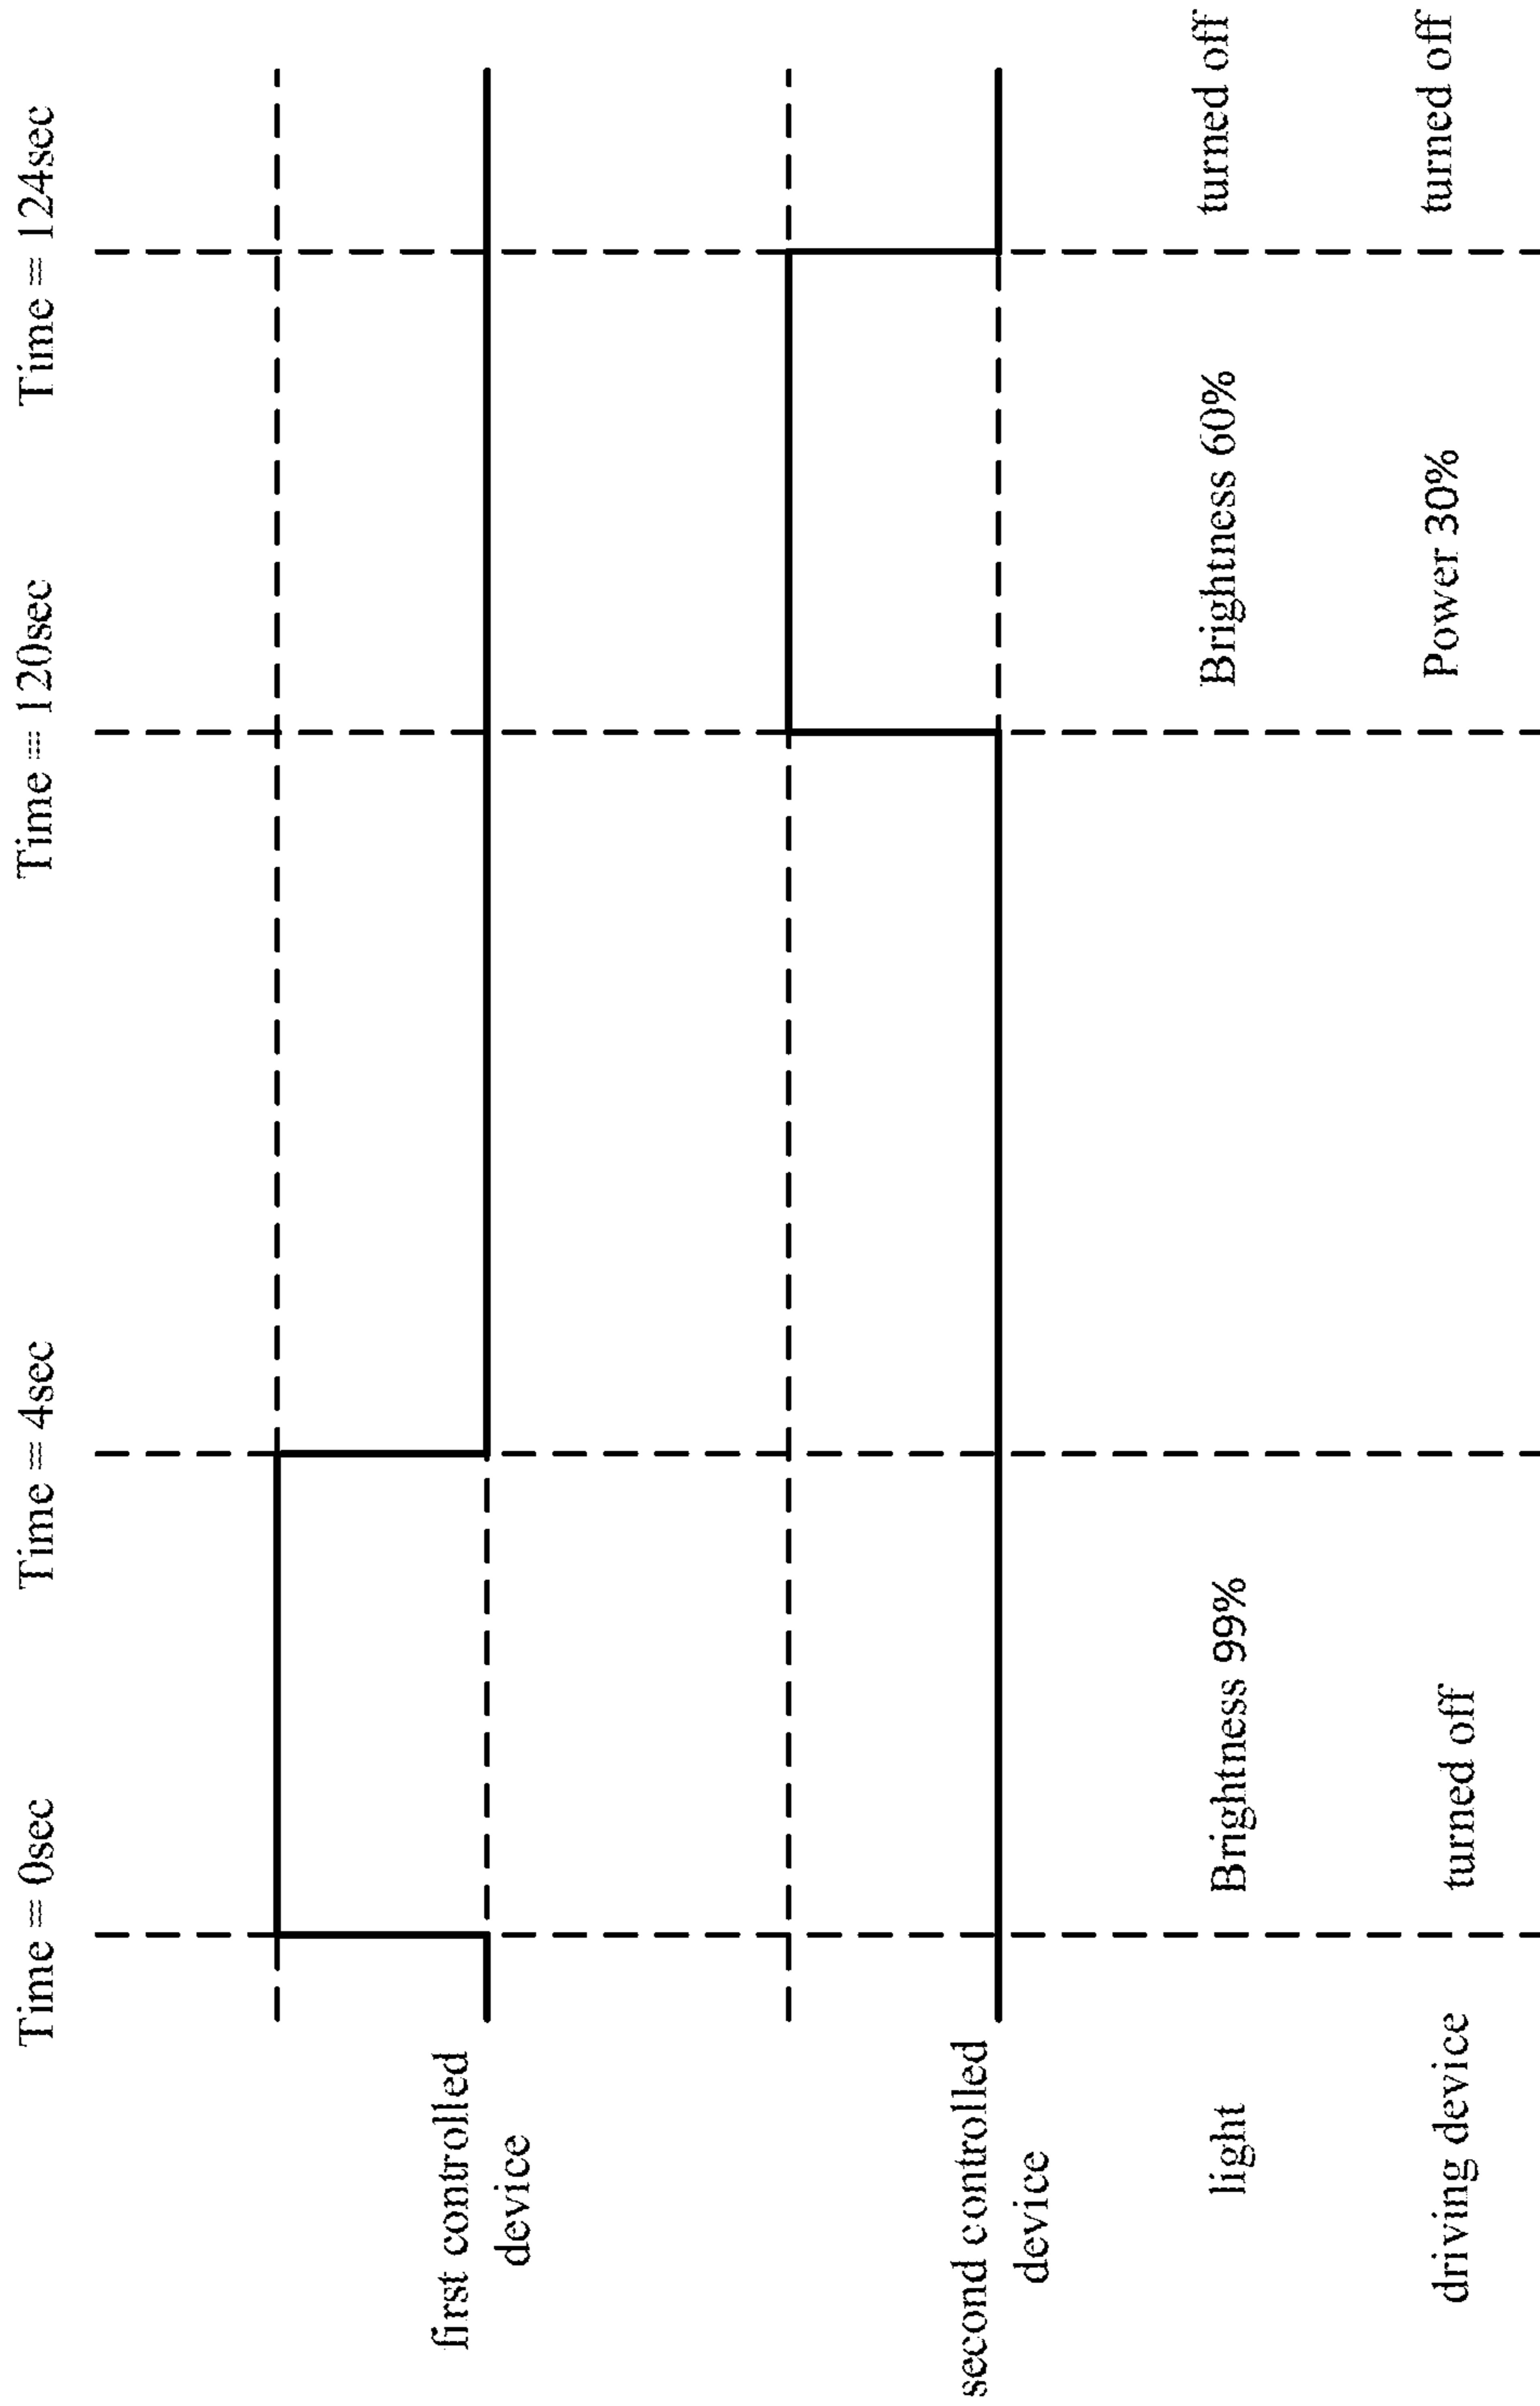 Time = 0sec
Time = 4sec
Time = 120sec
Time = 124sec
first controlled
device
second controlled
device
light
Brightness 99%
Brightness 60%
turned off
driving device
turned off
Power 30%
turned off